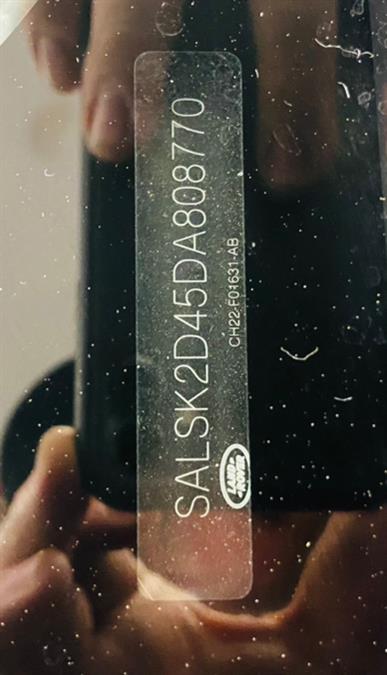 SALSK2D45DA808770
CH22-F01631-AB
LAND-
-ROVER